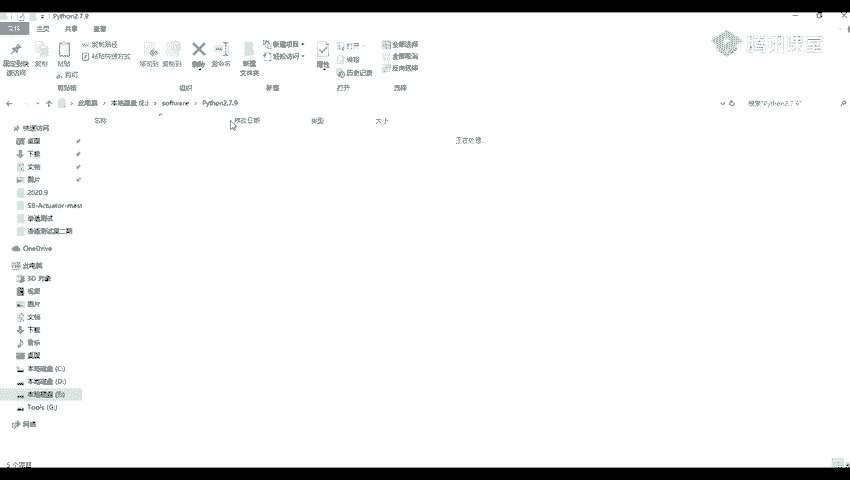 Python2.7.9
文件 主页 共享 查看
固定到快速访问 复制 粘贴 复制路径 粘贴快捷方式 剪切
移动到 复制到 删除 重命名 新建文件夹 新建项目 轻松访问
属性 打开 编辑 历史记录 全部选择 全部取消 反向选择
剪贴板 组织 新建 打开 选择
腾讯课堂
此电脑 本地磁盘 (E:) software Python2.7.9
搜索"Python2.7.9"
名称 修改日期 类型 大小
正在处理...
快速访问
桌面
下载
文档
图片
2020.9
SB-Actuator-mast
渗透测试
渗透测试第二期
OneDrive
此电脑
3D 对象
视频
图片
文档
下载
音乐
桌面
本地磁盘 (C:)
本地磁盘 (D:)
本地磁盘 (E:)
Tools (G:)
网络
5 个项目